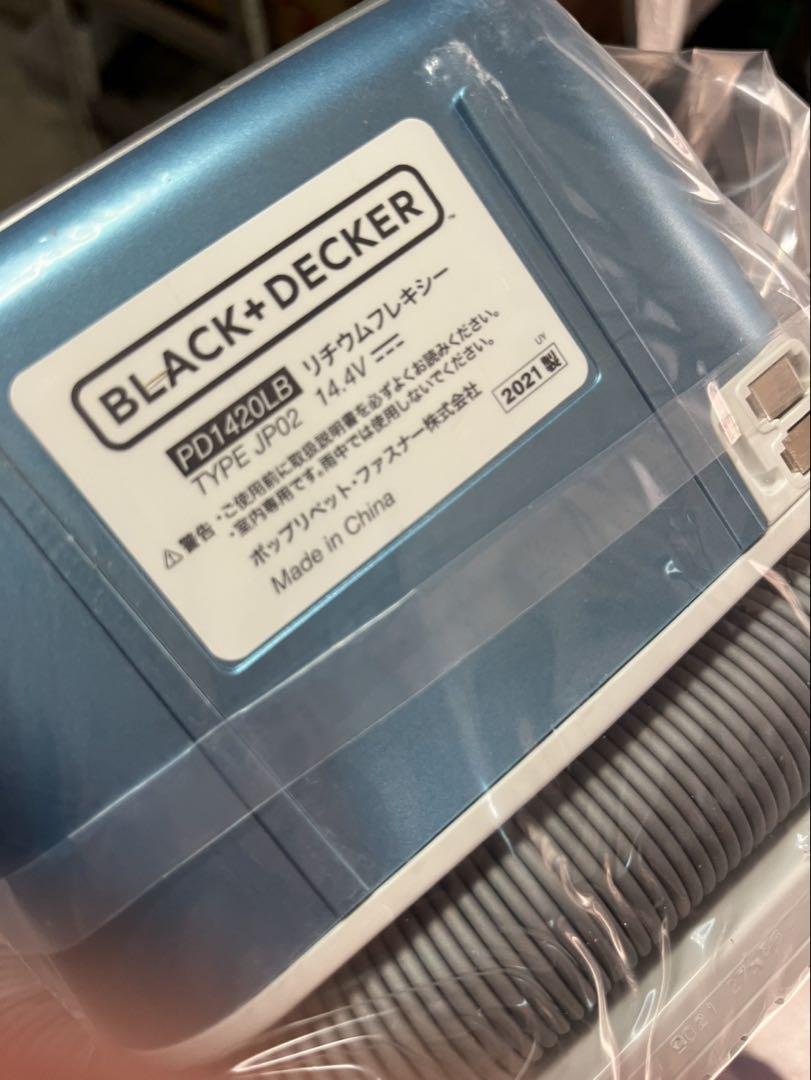 BLACK+DECKER™
PD1420LB リチウムフレキシー
TYPE JP02 14.4V
⚠警告 ・ご使用前に取扱説明書を必ずよくお読みください。
・室内専用です。雨中では使用しないでください。
ポップリベット・ファスナー株式会社
UY
2021 製
Made in China
2021